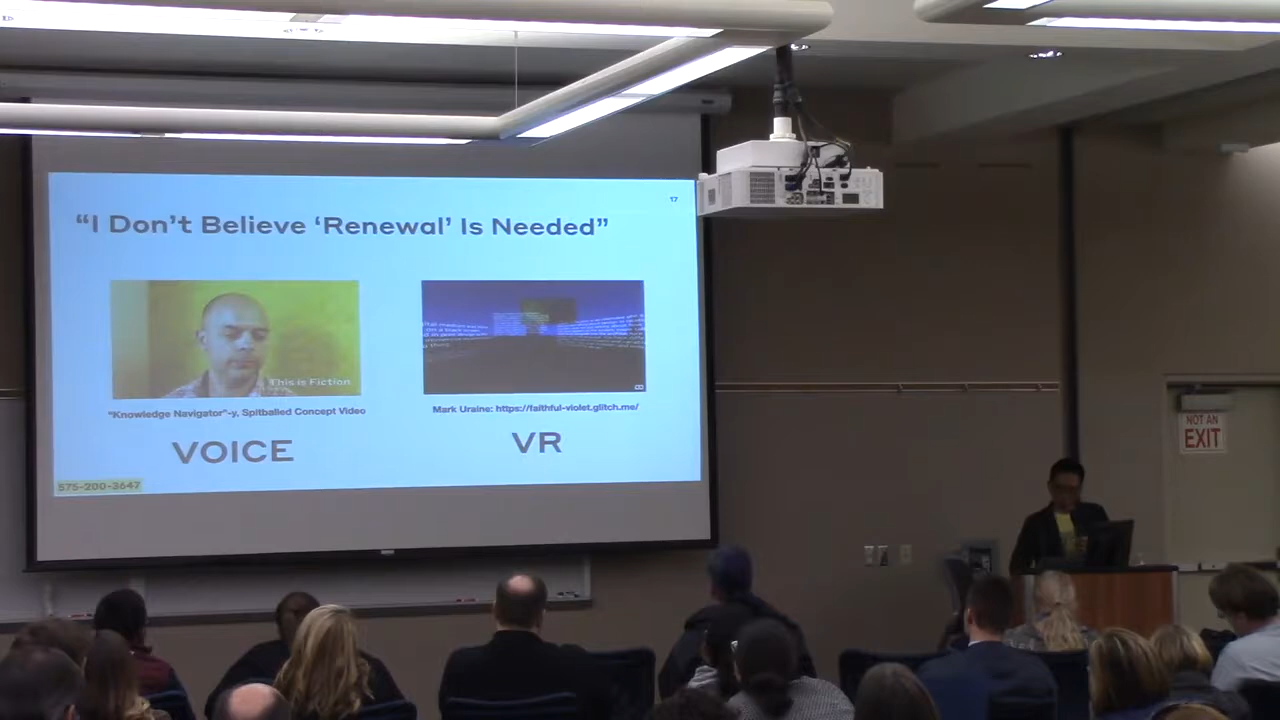 17
“I Don’t Believe ‘Renewal’ Is Needed”
This is Fiction
"Knowledge Navigator"-y, Spitballed Concept Video
Mark Uraine: https://faithful-violet.glitch.me/
VOICE
VR
575-200-3647
NOT AN
EXIT